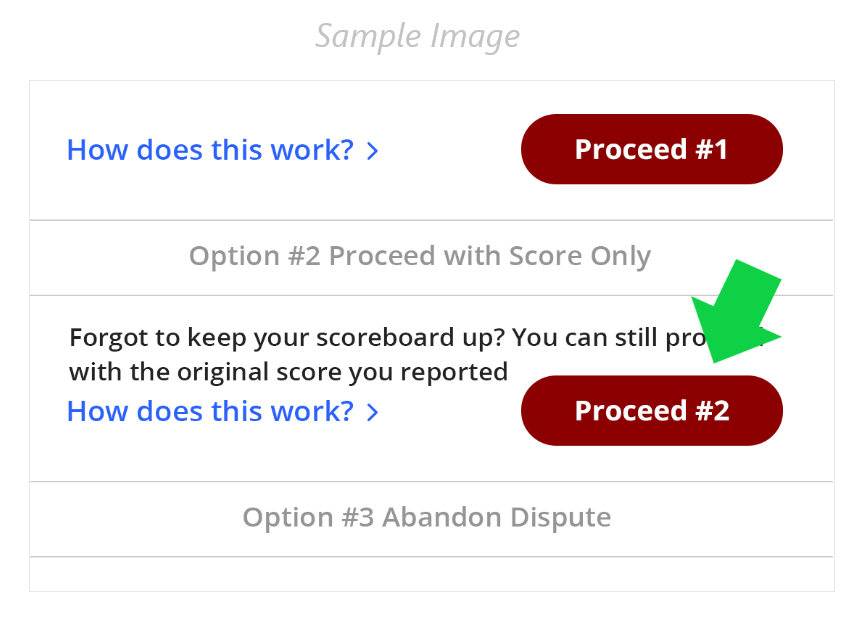 Sample Image
How does this work? >
Proceed #1
Option #2 Proceed with Score Only
Forgot to keep your scoreboard up? You can still
with the original score you reported
How does this work? >
Proceed #2
Option #3 Abandon Dispute